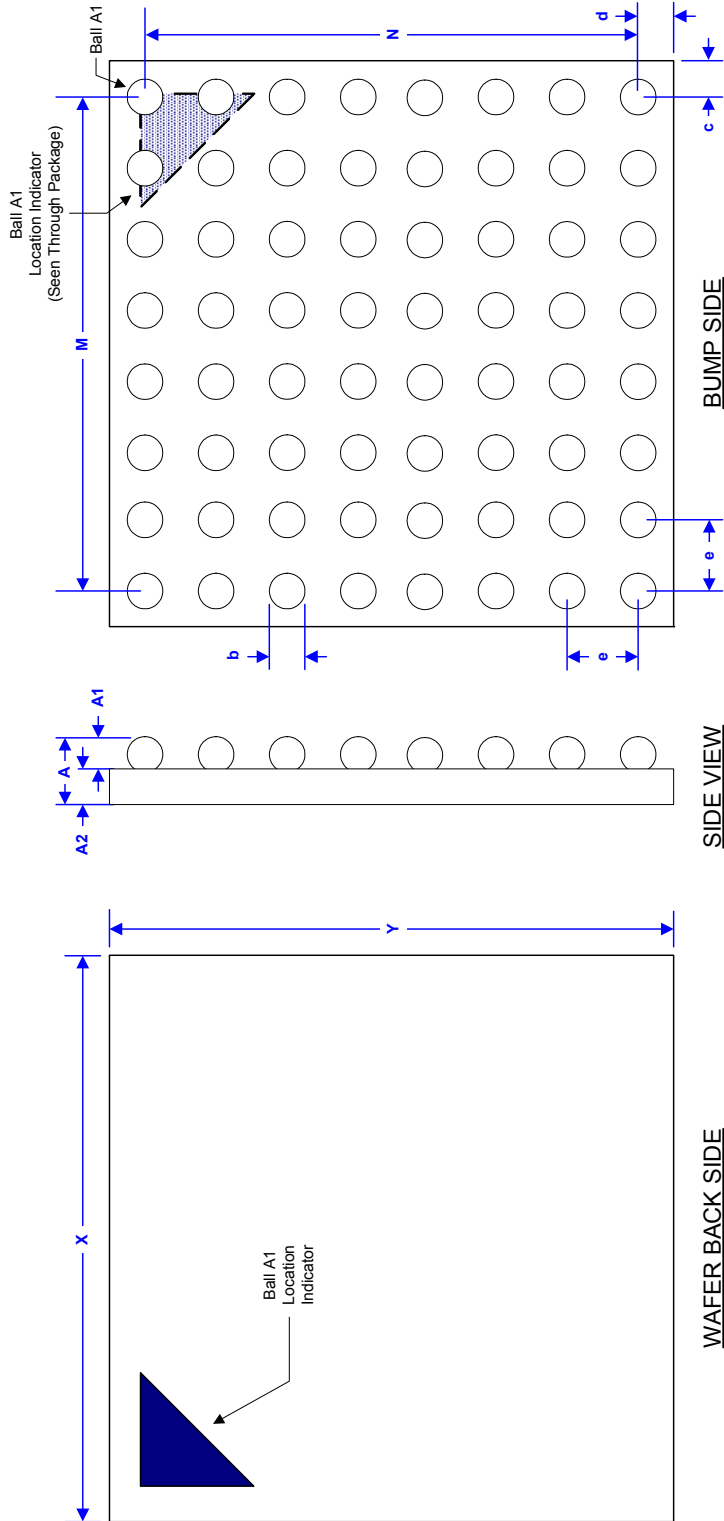 WAFER BACK SIDE
X
Y
Ball A1
Location
Indicator
SIDE VIEW
A2
A
A1
BUMP SIDE
M
N
b
e
e
c
d
Ball A1
Location Indicator
(Seen Through Package)
Ball A1